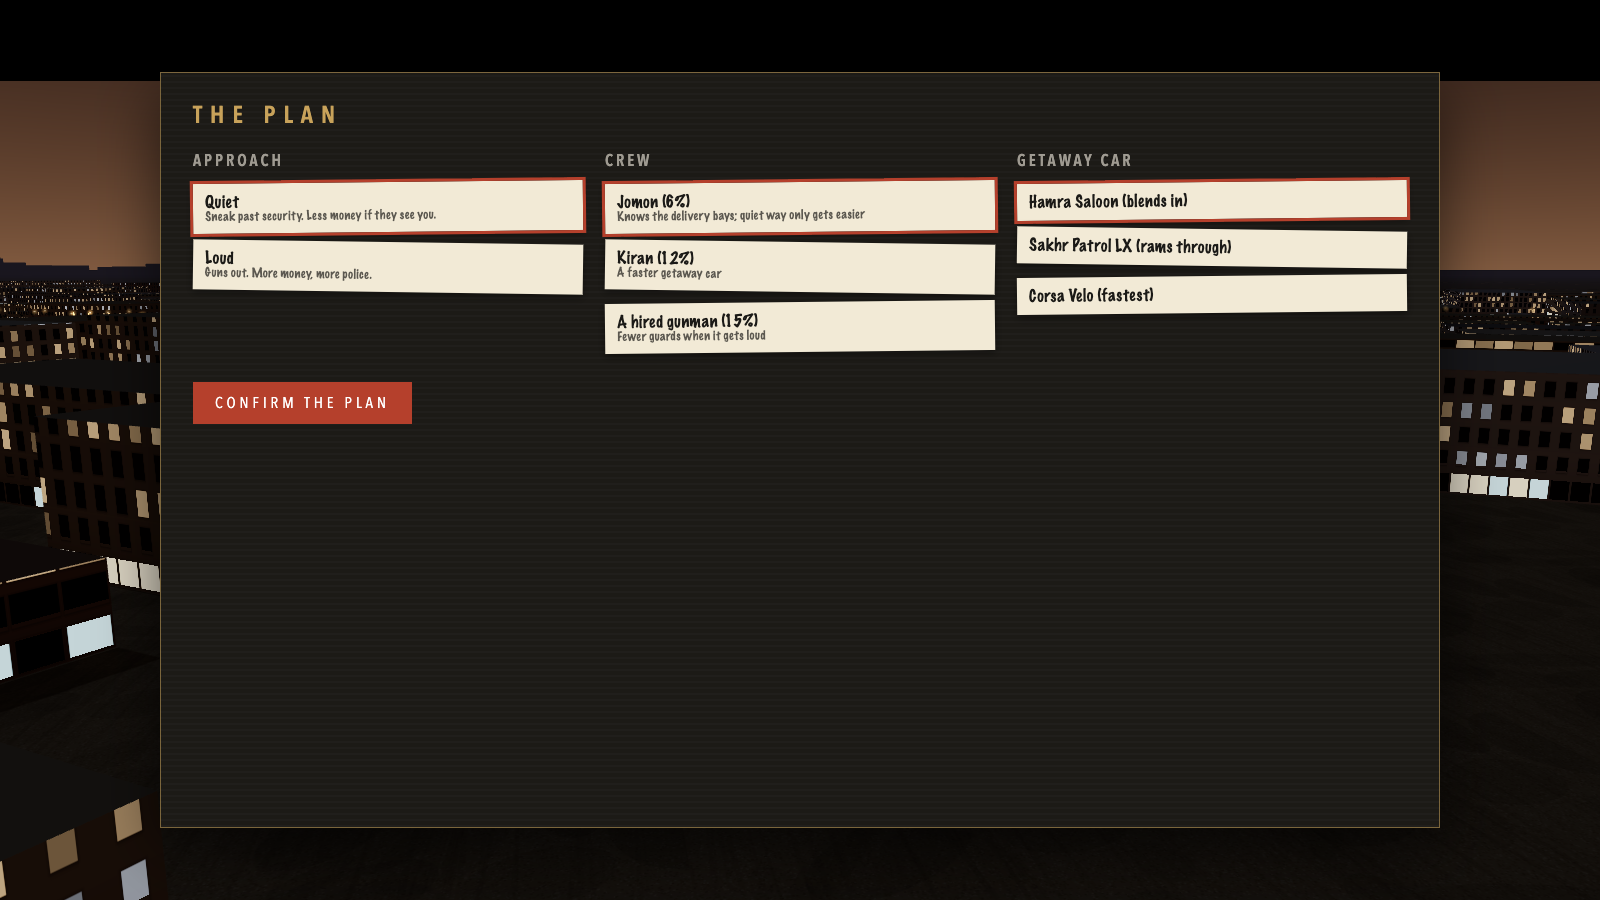 THE PLAN
APPROACH
Quiet
Sneak past security. Less money if they see you.
Loud
Guns out. More money, more police.
CREW
Jomon (6%)
Knows the delivery bays; quiet way only gets easier
Kiran (12%)
A faster getaway car
A hired gunman (15%)
Fewer guards when it gets loud
GETAWAY CAR
Hamra Saloon (blends in)
Sakhr Patrol LX (rams through)
Corsa Velo (fastest)
CONFIRM THE PLAN